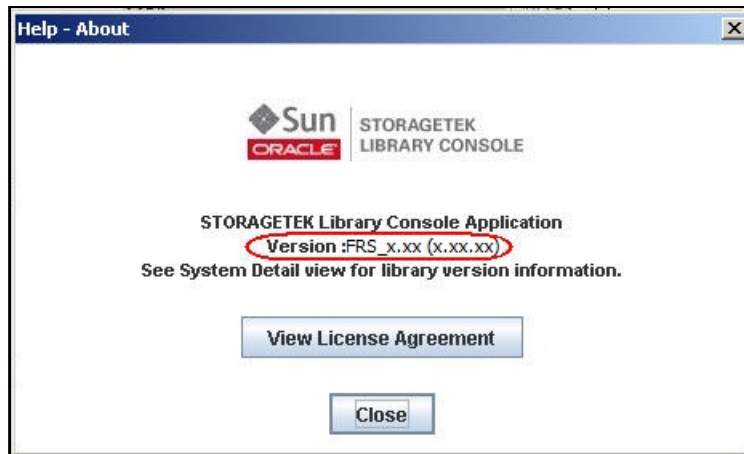 Help - About
Sun
ORACLE
STORAGETEK
LIBRARY CONSOLE
STORAGETEK Library Console Application
Version :FRS_x.xx (x.xx.xx)
See System Detail view for library version information.
View License Agreement
Close